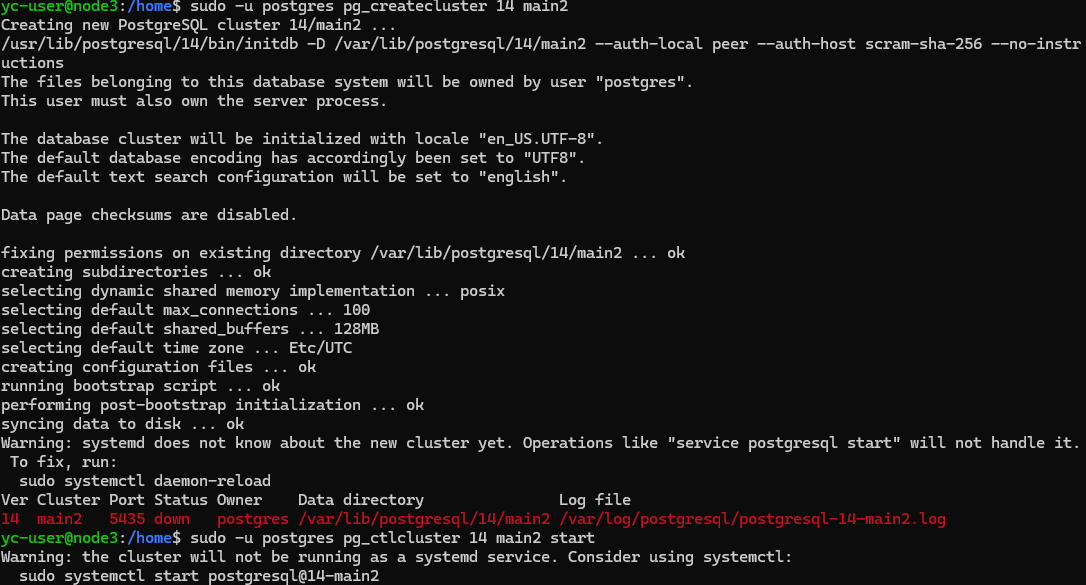 yc-user@node3:/home$ sudo -u postgres pg_createcluster 14 main2
Creating new PostgreSQL cluster 14/main2 ...
/usr/lib/postgresql/14/bin/initdb -D /var/lib/postgresql/14/main2 --auth-local peer --auth-host scram-sha-256 --no-instr
uctions
The files belonging to this database system will be owned by user "postgres".
This user must also own the server process.

The database cluster will be initialized with locale "en_US.UTF-8".
The default database encoding has accordingly been set to "UTF8".
The default text search configuration will be set to "english".

Data page checksums are disabled.

fixing permissions on existing directory /var/lib/postgresql/14/main2 ... ok
creating subdirectories ... ok
selecting dynamic shared memory implementation ... posix
selecting default max_connections ... 100
selecting default shared_buffers ... 128MB
selecting default time zone ... Etc/UTC
creating configuration files ... ok
running bootstrap script ... ok
performing post-bootstrap initialization ... ok
syncing data to disk ... ok
Warning: systemd does not know about the new cluster yet. Operations like "service postgresql start" will not handle it.
 To fix, run:
  sudo systemctl daemon-reload
Ver Cluster Port Status Owner    Data directory               Log file
14  main2   5435 down   postgres /var/lib/postgresql/14/main2 /var/log/postgresql/postgresql-14-main2.log
yc-user@node3:/home$ sudo -u postgres pg_ctlcluster 14 main2 start
Warning: the cluster will not be running as a systemd service. Consider using systemctl:
  sudo systemctl start postgresql@14-main2